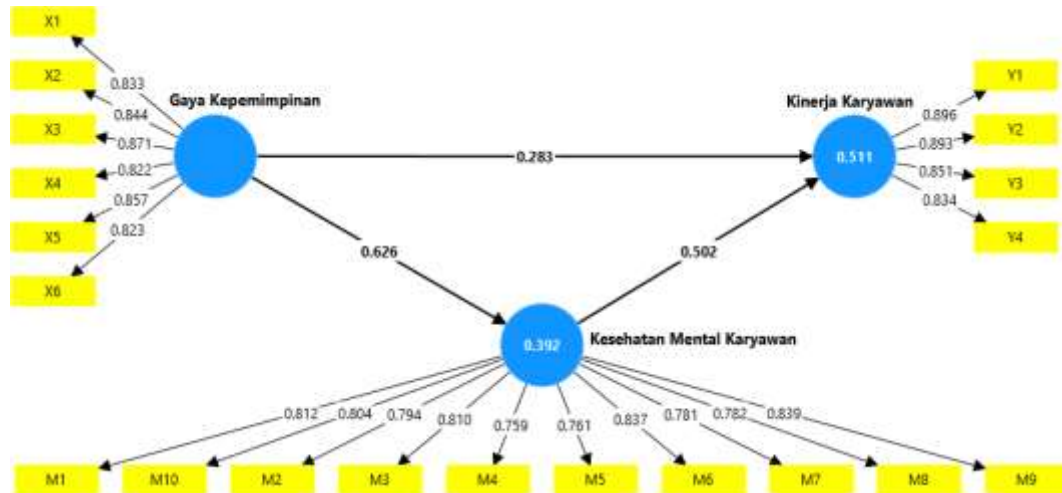 X1
X2
X3
X4
X5
X6
0.833
0.844
0.871
0.822
0.857
0.823
Gaya Kepemimpinan
0.283
0.626
0.502
Kinerja Karyawan
0.511
0.896
0.893
0.851
0.834
Y1
Y2
Y3
Y4
0.392
Kesehatan Mental Karyawan
0.812
0.804
0.794
0.810
0.759
0.761
0.837
0.781
0.782
0.839
M1
M10
M2
M3
M4
M5
M6
M7
M8
M9